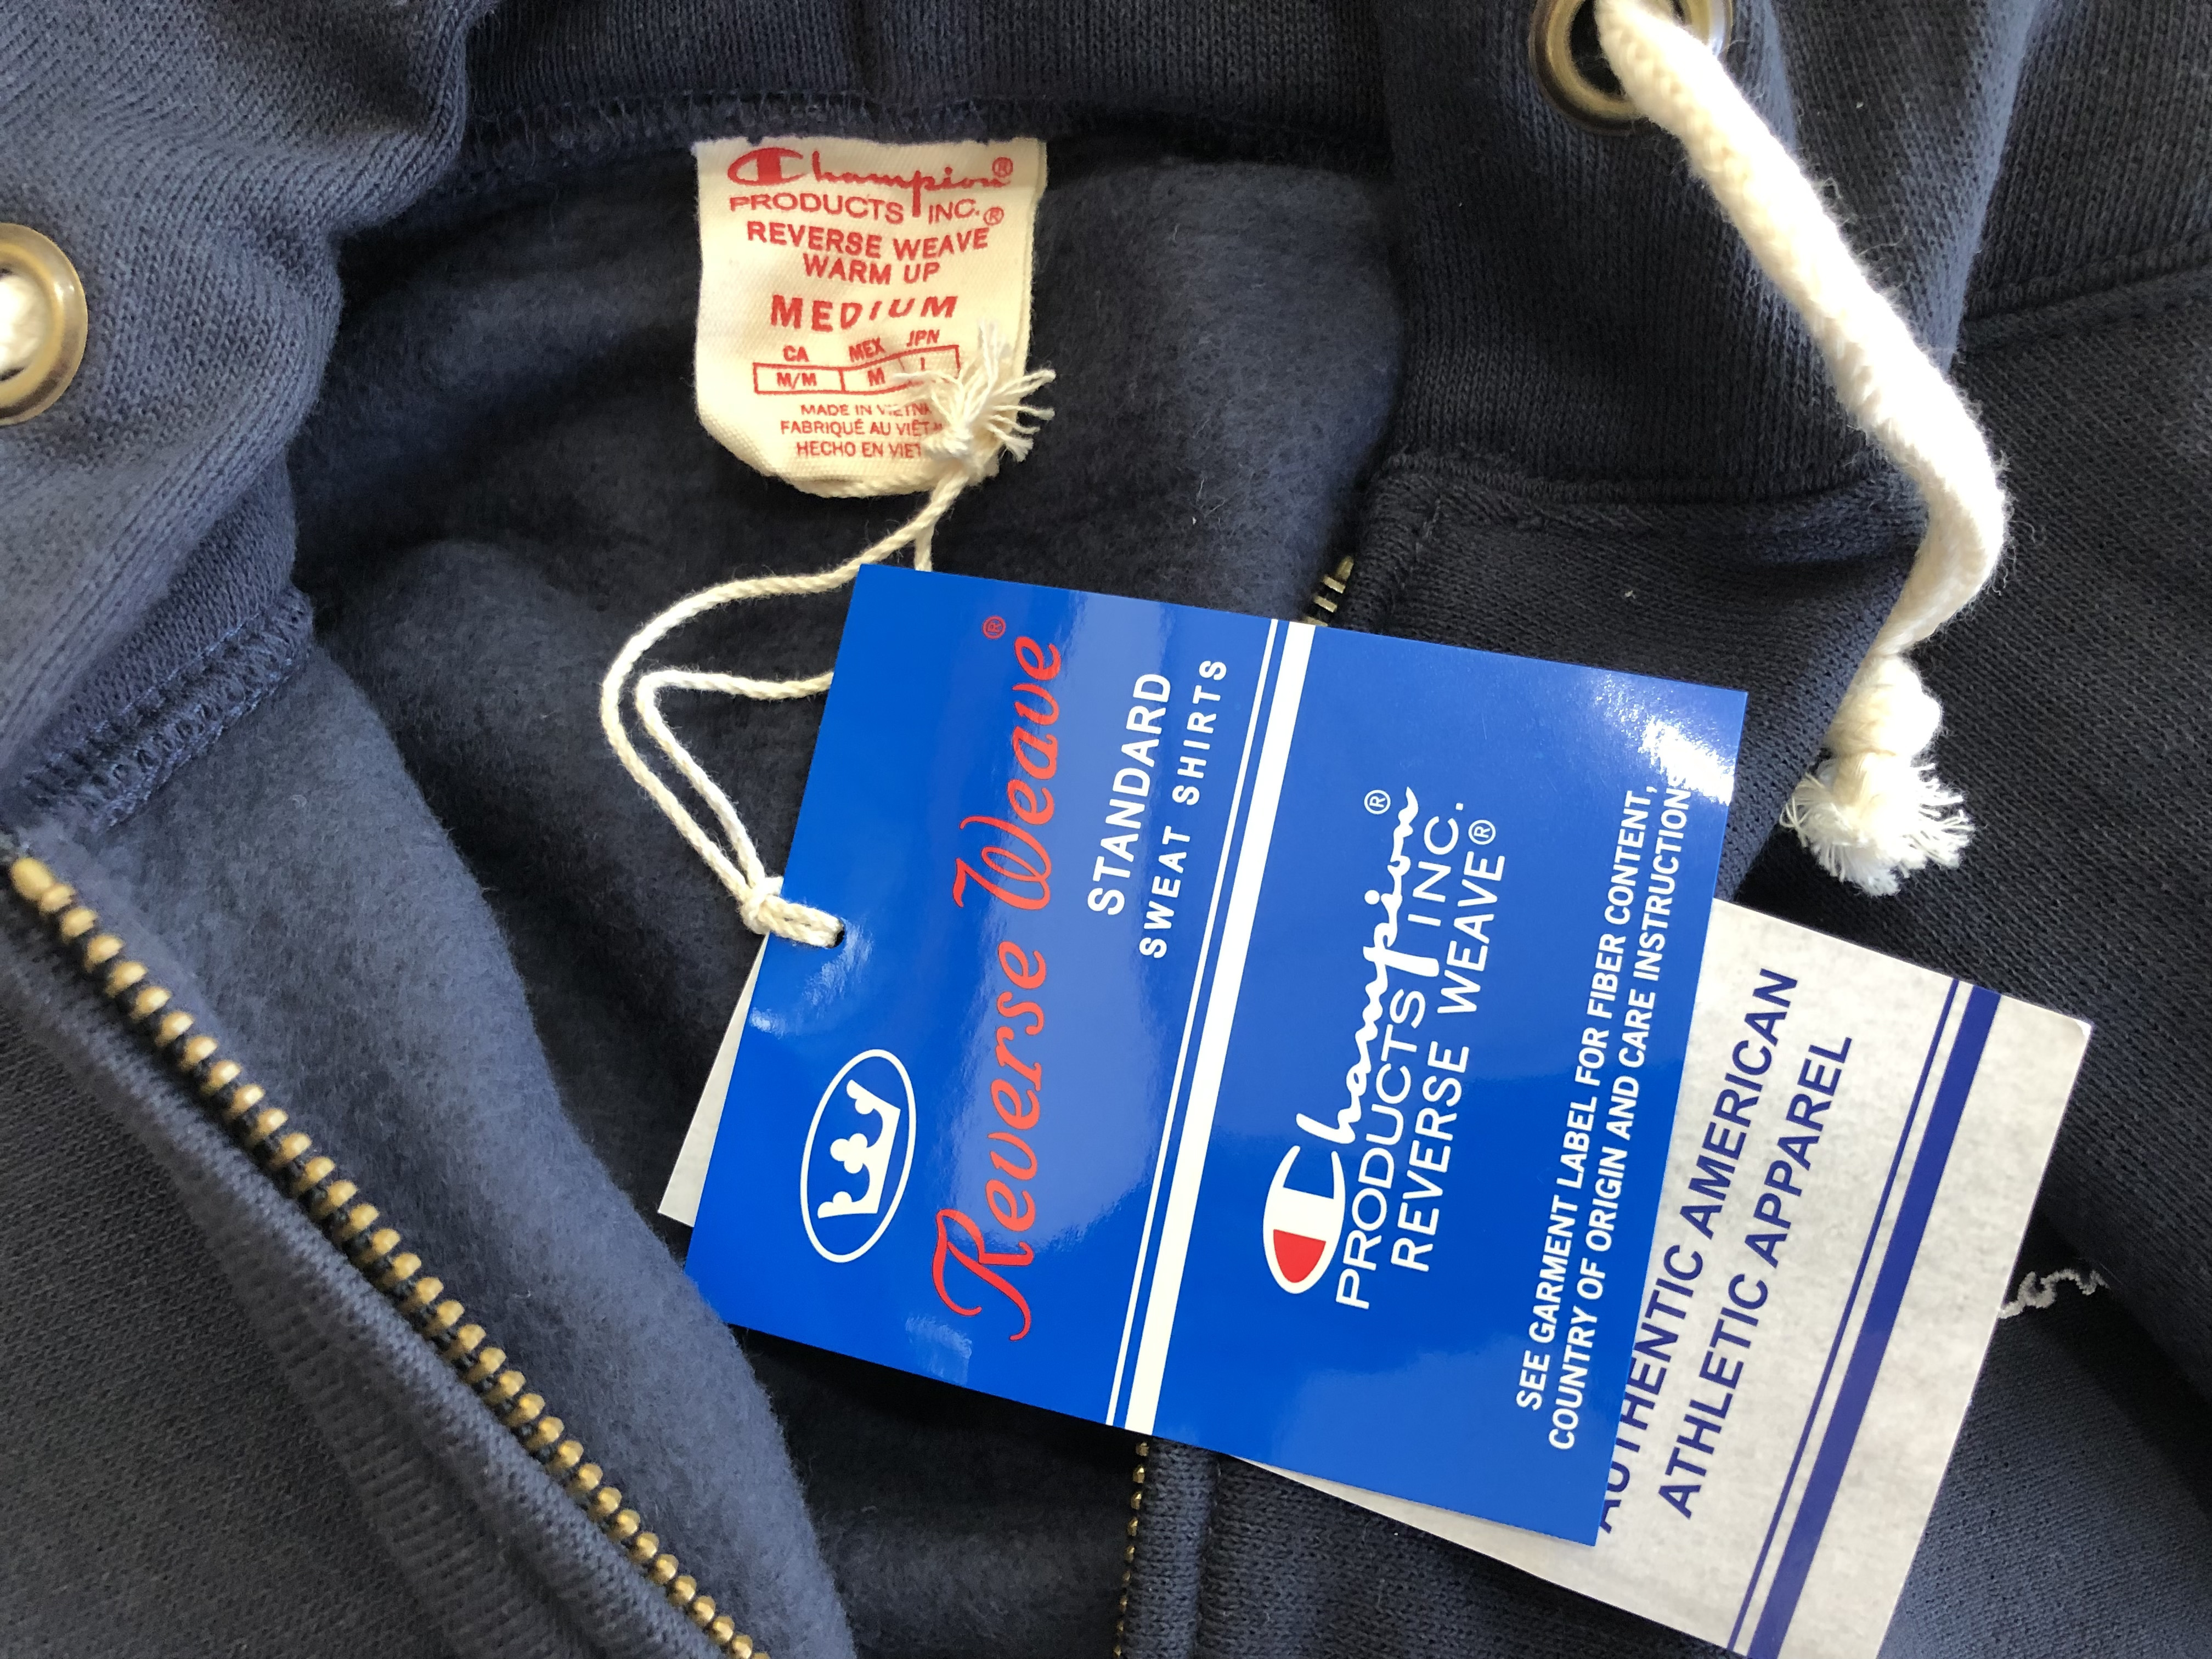 Champion®
PRODUCTS INC.®
REVERSE WEAVE
WARM UP
MEDIUM
CA MEX JPN
M/M M
MADE IN
FABRIQUÉ AU
HECHO EN
Reverse Weave®
STANDARD
SWEAT SHIRTS
Champion®
PRODUCTS INC.
REVERSE WEAVE®
SEE GARMENT LABEL FOR FIBER CONTENT,
COUNTRY OF ORIGIN AND CARE INSTRUCTIONS
AUTHENTIC AMERICAN
ATHLETIC APPAREL